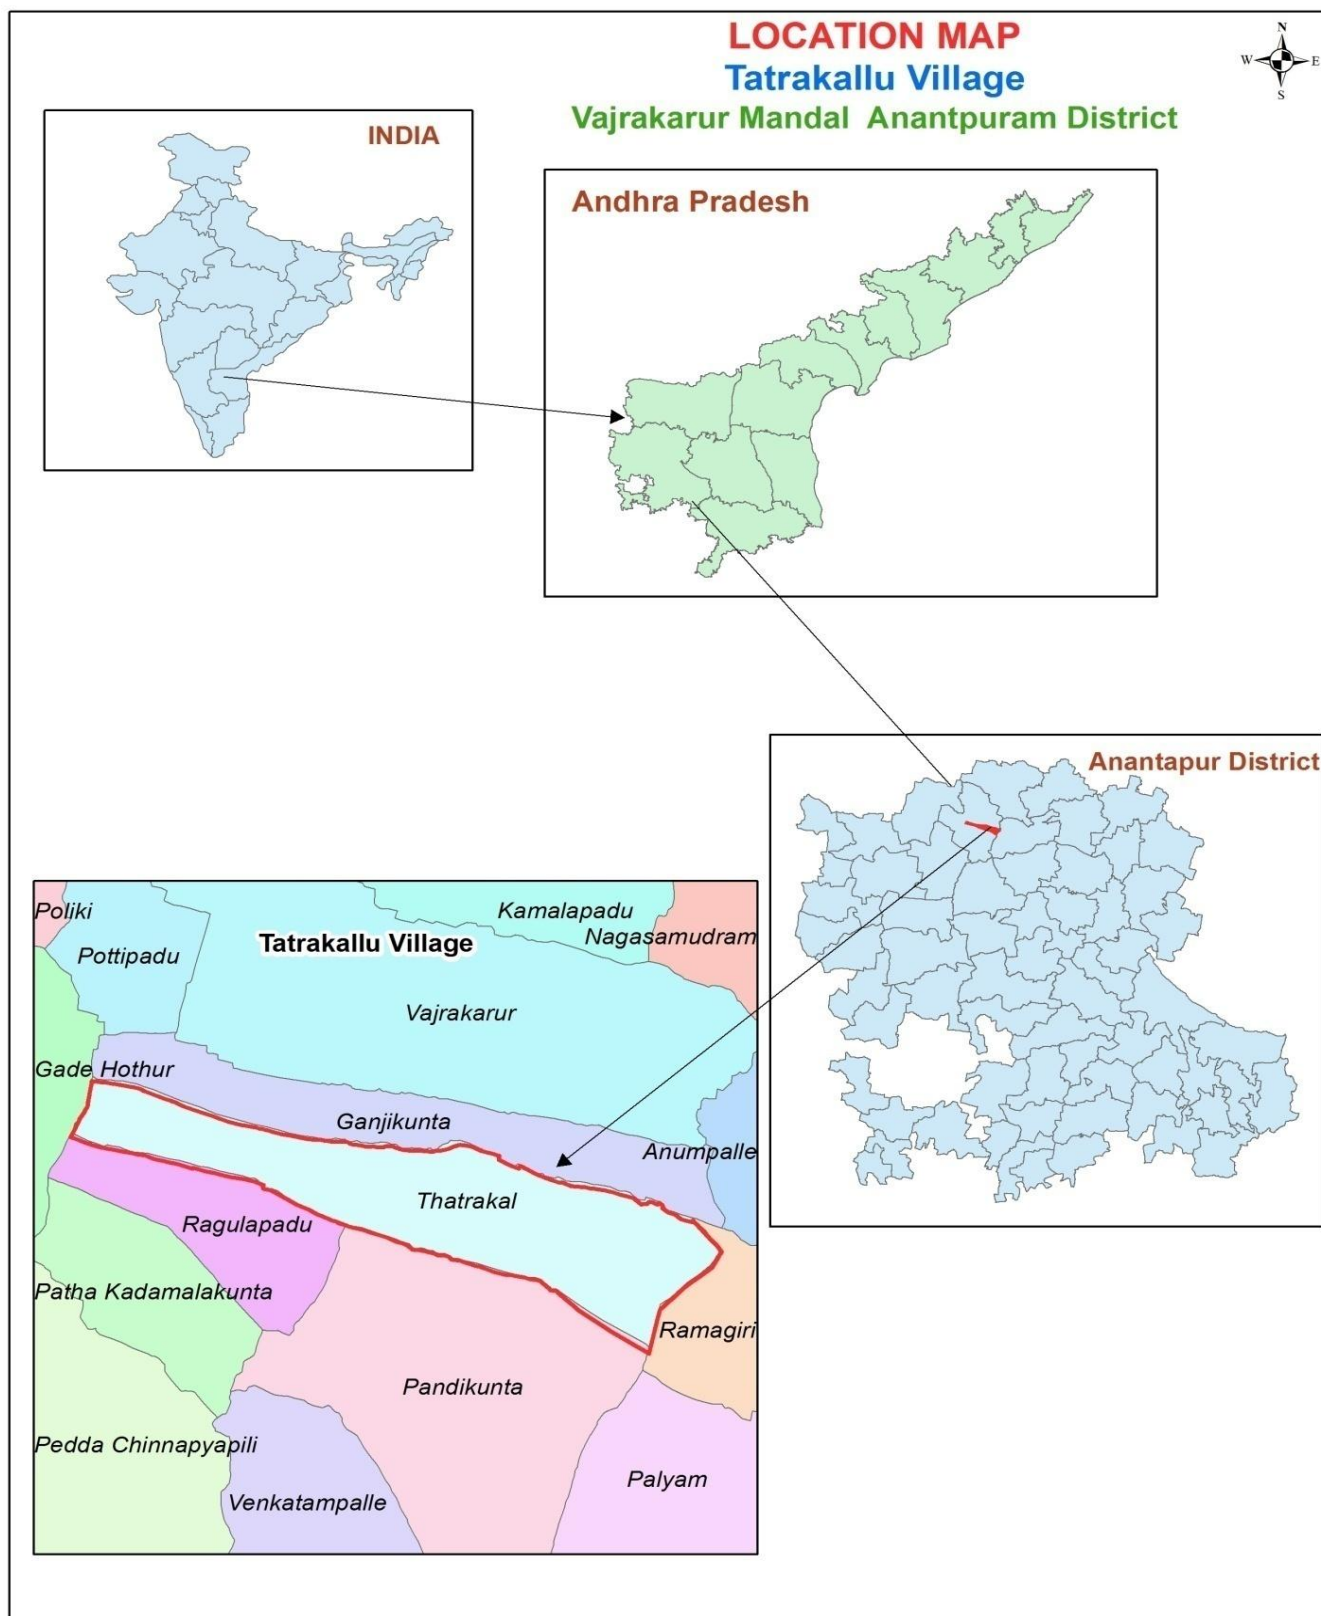 LOCATION MAP
Tatrakallu Village
Vajrakarur Mandal Anantpuram District
N
W E
S
INDIA
Andhra Pradesh
Anantapur District
Tatrakallu Village
Poliki
Kamalapadu
Nagasamudram
Pottipadu
Vajrakarur
Gade Hothur
Ganjikunta
Anumpalle
Thatrakal
Ragulapadu
Patha Kadamalakunta
Ramagiri
Pandikunta
Pedda Chinnapyapili
Palyam
Venkatampalle